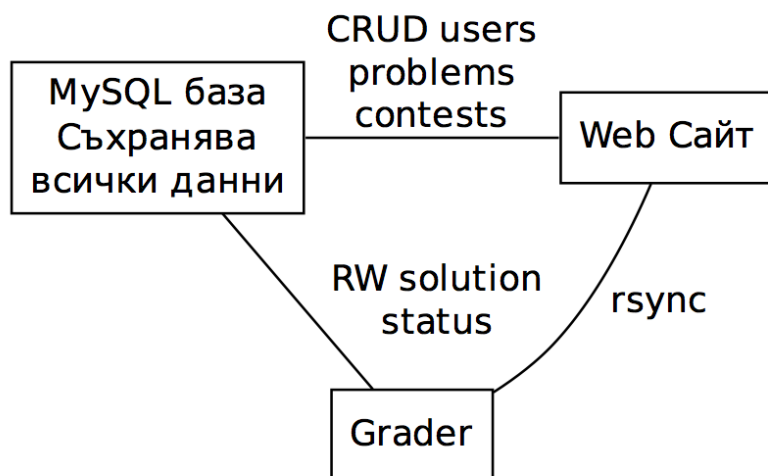 CRUD users
problems
contests
MySQL база
Съхранява
всички данни
Web Сайт
RW solution
status
rsync
Grader